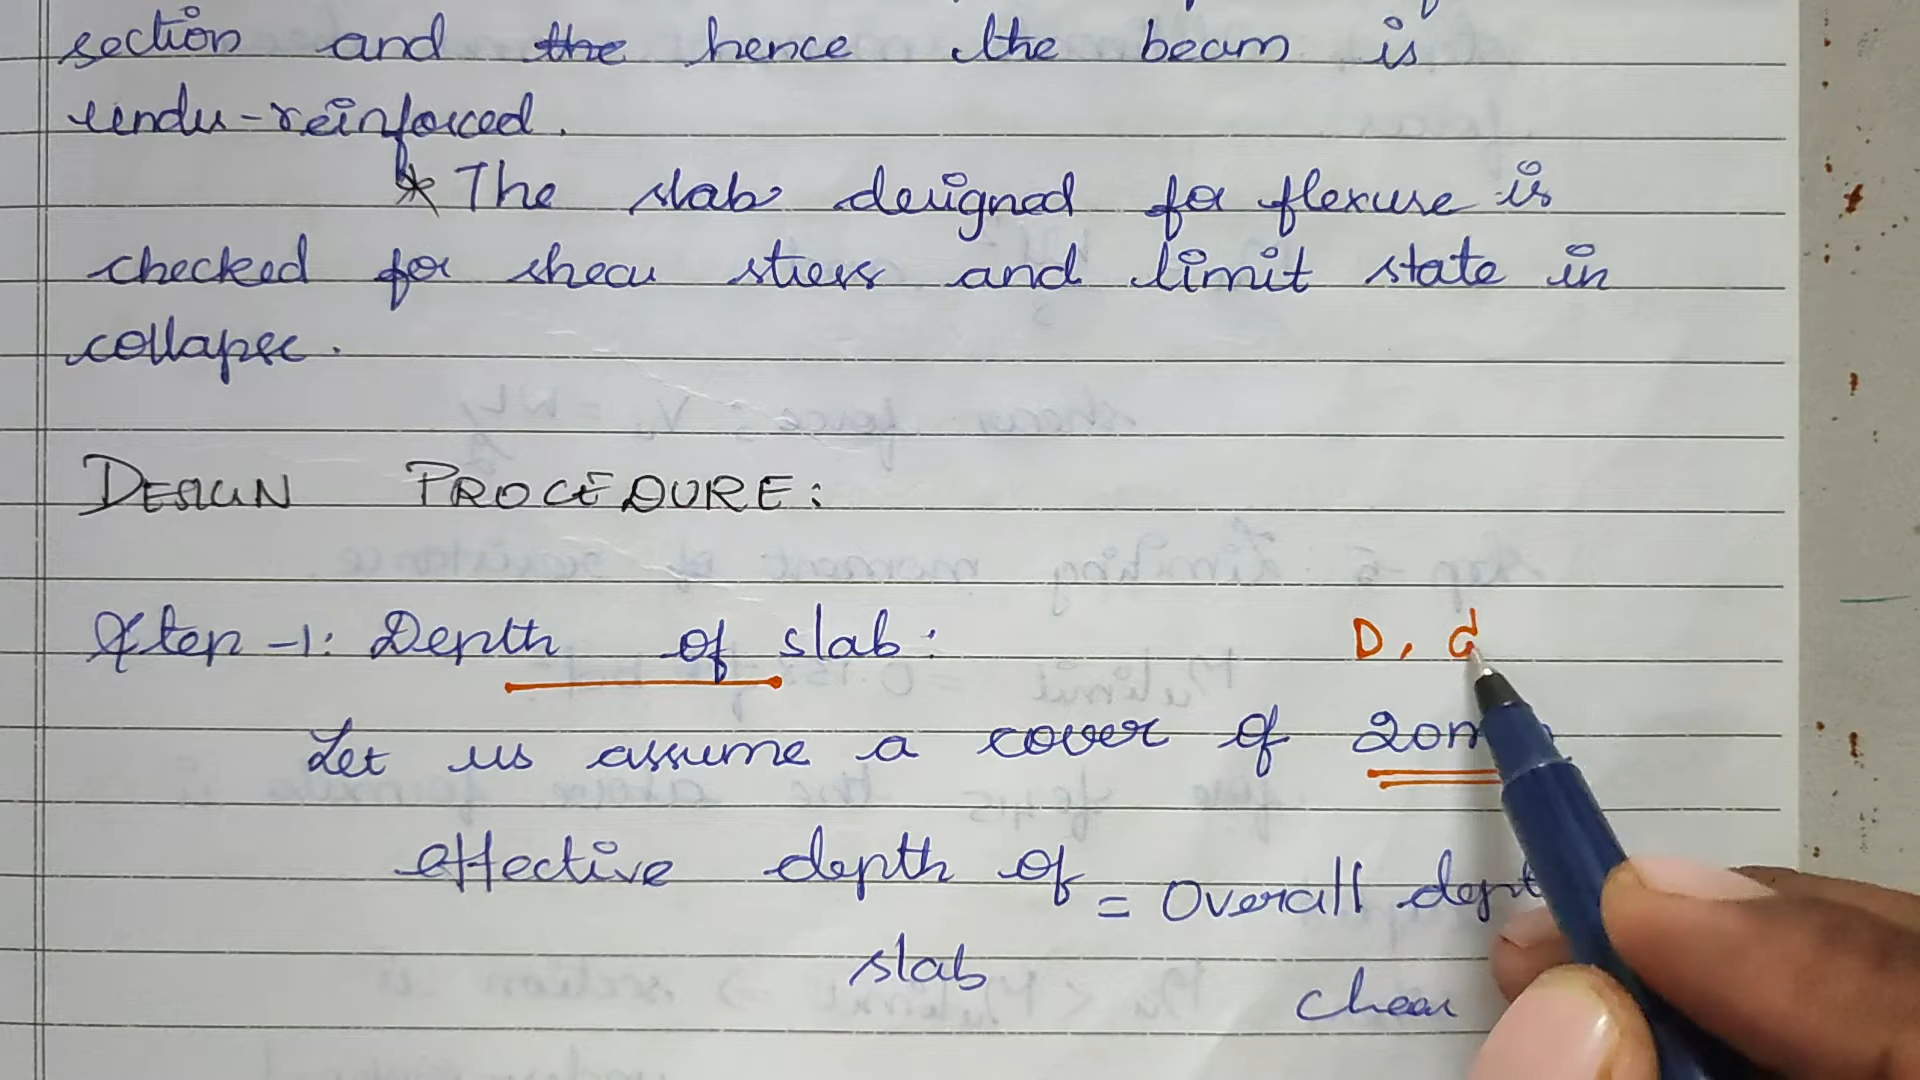 section and the hence the beam is
under-reinforced.
* The slab designed for flexure is
checked for shear stress and limit state in
collapse.
DESIGN PROCEDURE:
Step -1: Depth of slab: D, d
Let us assume a cover of 20m
effective depth of = Overall dept
slab clear